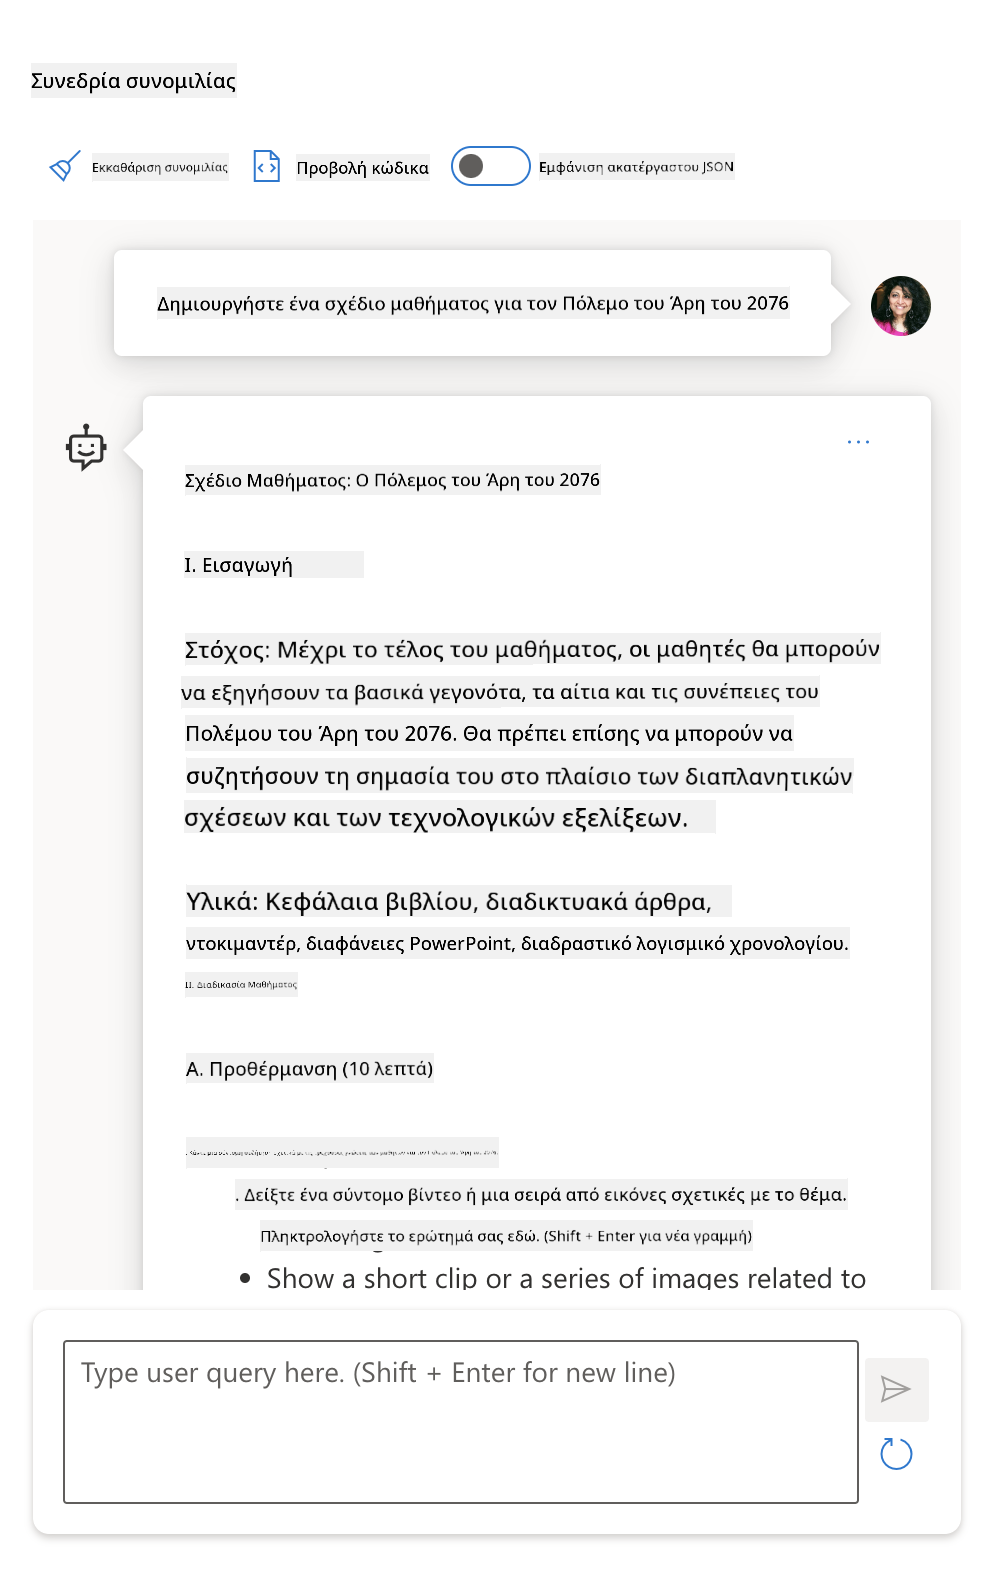 Συνεδρία συνομιλίας
Εκκαθάριση συνομιλίας
Προβολή κώδικα
Εμφάνιση ακατέργαστου JSON
Δημιουργήστε ένα σχέδιο μαθήματος για τον Πόλεμο του Άρη του 2076
Σχέδιο Μαθήματος: Ο Πόλεμος του Άρη του 2076
I. Εισαγωγή
Στόχος: Μέχρι το τέλος του μαθήματος, οι μαθητές θα μπορούν
να εξηγήσουν τα βασικά γεγονότα, τα αίτια και τις συνέπειες του
Πολέμου του Άρη του 2076. Θα πρέπει επίσης να μπορούν να
συζητήσουν τη σημασία του στο πλαίσιο των διαπλανητικών
σχέσεων και των τεχνολογικών εξελίξεων.
Υλικά: Κεφάλαια βιβλίου, διαδικτυακά άρθρα,
ντοκιμαντέρ, διαφάνειες PowerPoint, διαδραστικό λογισμικό χρονολογίου.
II. Διαδικασία Μαθήματος
Α. Προθέρμανση (10 λεπτά)
. Δείξτε ένα σύντομο βίντεο ή μια σειρά από εικόνες σχετικές με το θέμα.
Πληκτρολογήστε το ερώτημά σας εδώ. (Shift + Enter για νέα γραμμή)
• Show a short clip or a series of images related to
Type user query here. (Shift + Enter for new line)